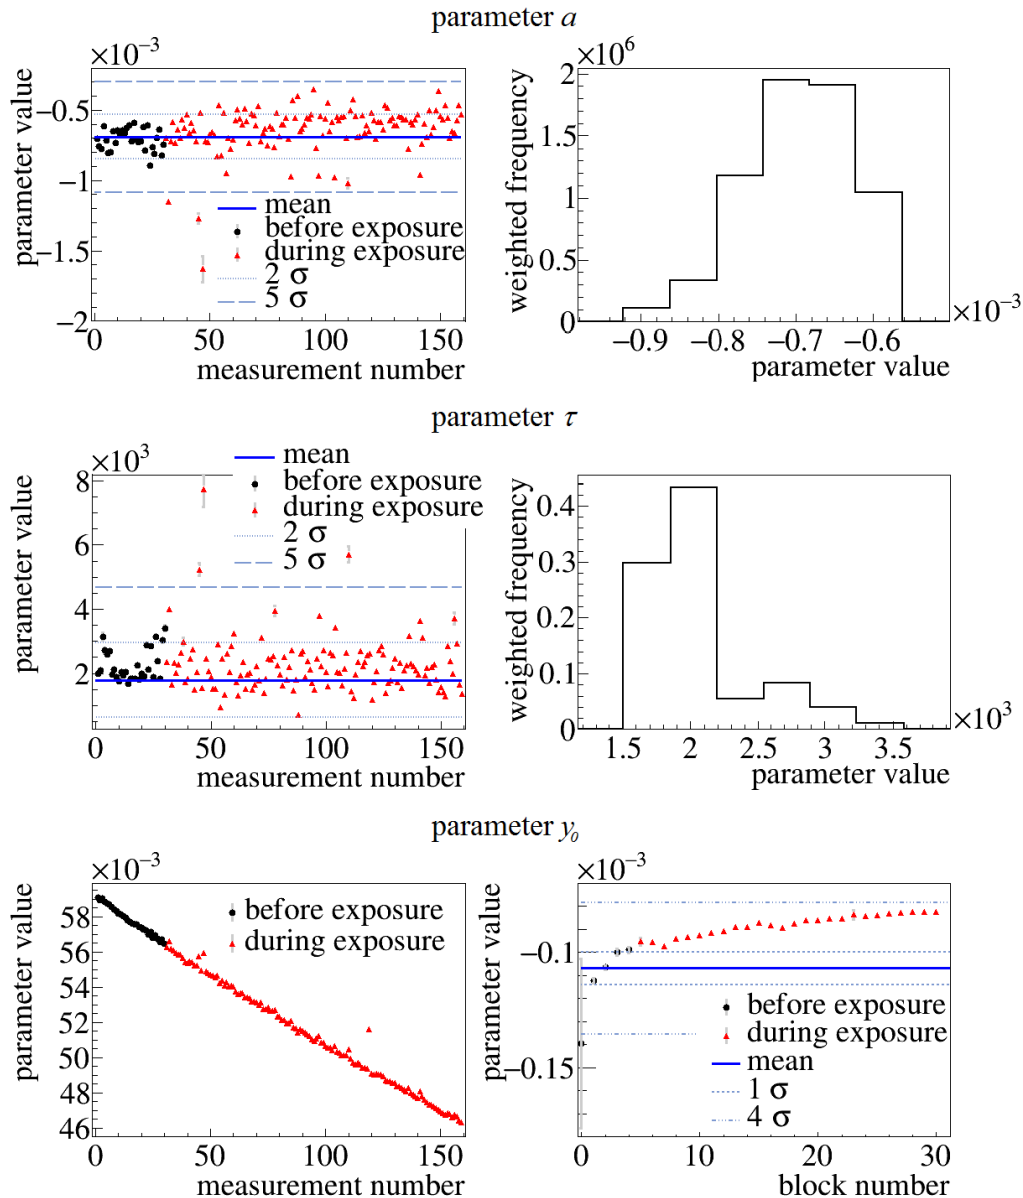 parameter a
×10⁻³
parameter value
−0.5
−1
−1.5
−2
0 50 100 150
measurement number
mean
before exposure
during exposure
2 σ
5 σ
×10⁶
weighted frequency
2
1.5
1
0.5
0
−0.9 −0.8 −0.7 −0.6
×10⁻³
parameter value
parameter τ
×10³
parameter value
8
6
4
2
0 50 100 150
measurement number
mean
before exposure
during exposure
2 σ
5 σ
weighted frequency
0.4
0.3
0.2
0.1
0
1.5 2 2.5 3 3.5
×10³
parameter value
parameter y₀
×10⁻³
parameter value
58
56
54
52
50
48
46
0 50 100 150
measurement number
before exposure
during exposure
×10⁻³
parameter value
−0.1
−0.15
0 10 20 30
block number
before exposure
during exposure
mean
1 σ
4 σ